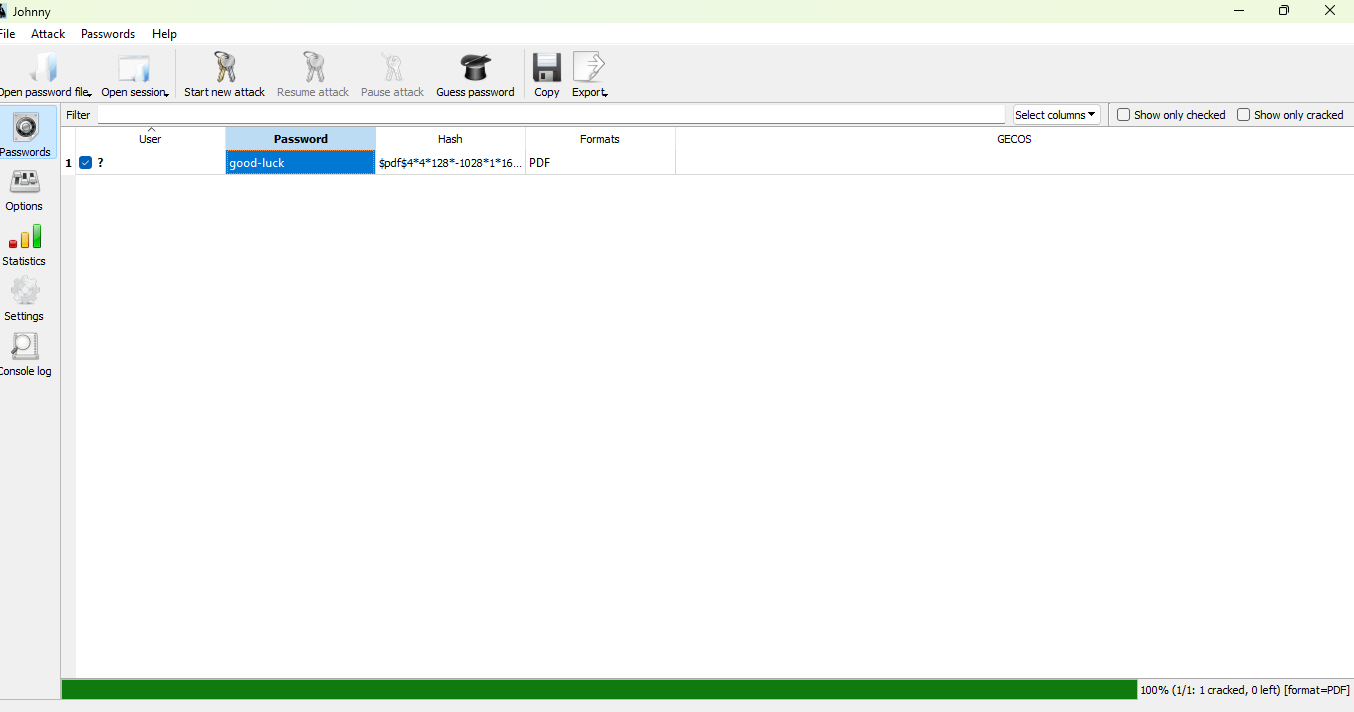 Johnny
File Attack Passwords Help
Open password file Open session Start new attack Resume attack Pause attack Guess password Copy Export
Passwords
Options
Statistics
Settings
Console log
Filter Select columns Show only checked Show only cracked
User Password Hash Formats GECOS
1 ? good-luck $pdf$4*4*128*-1028*1*16... PDF
100% (1/1: 1 cracked, 0 left) [format=PDF]